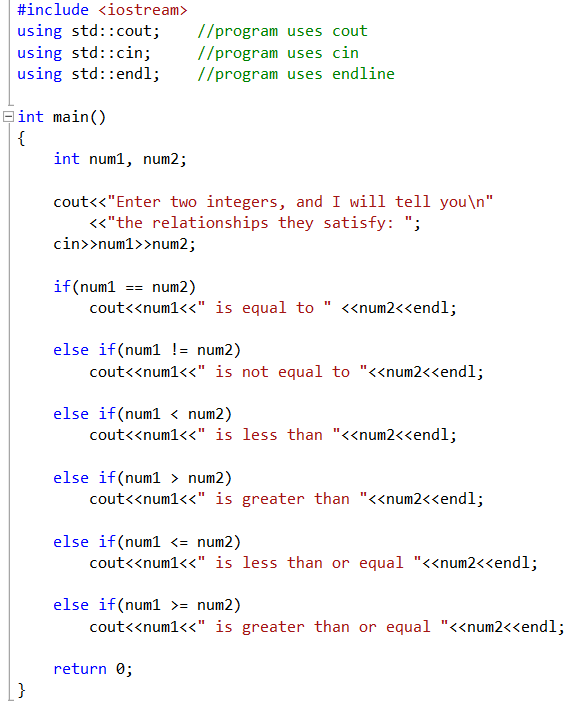 #include <iostream>
using std::cout;    //program uses cout
using std::cin;     //program uses cin
using std::endl;    //program uses endline
int main()
{
    int num1, num2;
    cout<<"Enter two integers, and I will tell you\n"
        <<"the relationships they satisfy: ";
    cin>>num1>>num2;
    if(num1 == num2)
        cout<<num1<<" is equal to " <<num2<<endl;
    else if(num1 != num2)
        cout<<num1<<" is not equal to "<<num2<<endl;
    else if(num1 < num2)
        cout<<num1<<" is less than "<<num2<<endl;
    else if(num1 > num2)
        cout<<num1<<" is greater than "<<num2<<endl;
    else if(num1 <= num2)
        cout<<num1<<" is less than or equal "<<num2<<endl;
    else if(num1 >= num2)
        cout<<num1<<" is greater than or equal "<<num2<<endl;
    return 0;
}